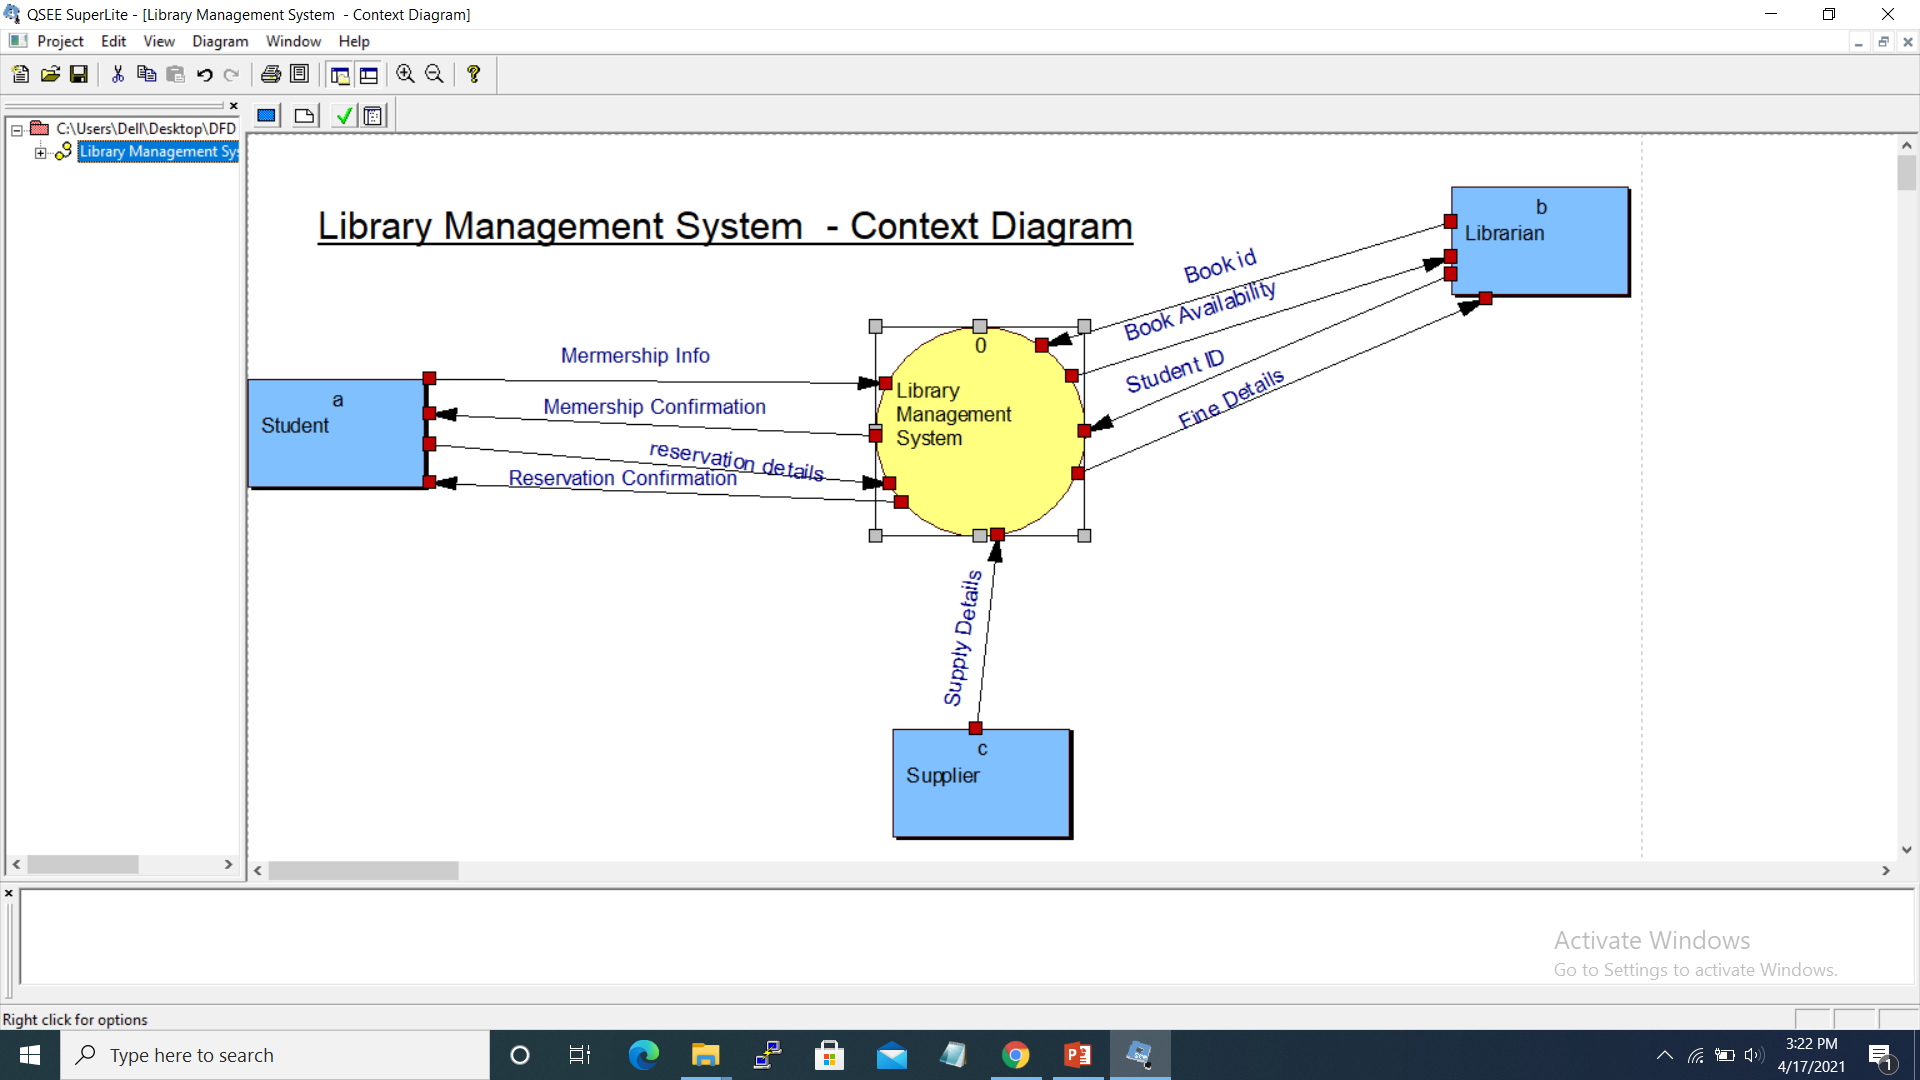 QSEE SuperLite - [Library Management System  - Context Diagram]
Project Edit View Diagram Window Help
C:\Users\Dell\Desktop\DFD
Library Management Sy
Library Management System  - Context Diagram
b
Librarian
Book id
Book Availability
Student ID
Fine Details
0
Library
Management
System
Mermership Info
Memership Confirmation
reservation details
Reservation Confirmation
a
Student
Supply Details
c
Supplier
Activate Windows
Go to Settings to activate Windows.
Right click for options
Type here to search
3:22 PM
4/17/2021
1